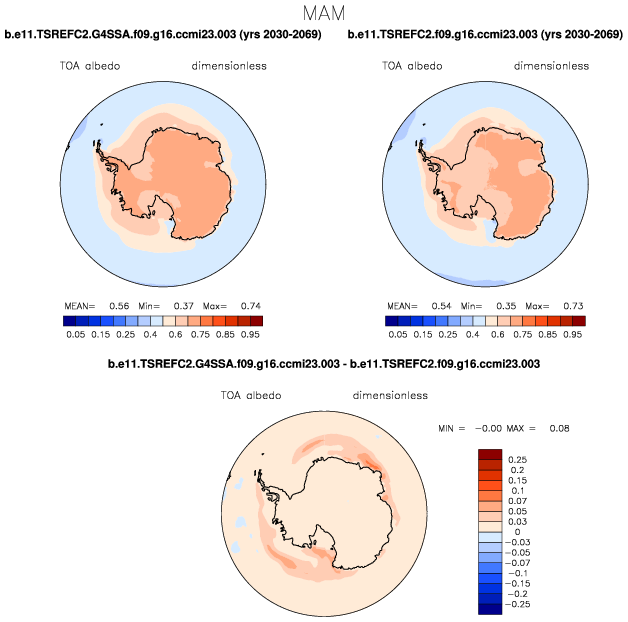 MAM
b.e11.TSREFC2.G4SSA.f09.g16.ccmi23.003 (yrs 2030-2069)
b.e11.TSREFC2.f09.g16.ccmi23.003 (yrs 2030-2069)
TOA albedo dimensionless
TOA albedo dimensionless
MEAN= 0.56 Min= 0.37 Max= 0.74
MEAN= 0.54 Min= 0.35 Max= 0.73
0.05 0.15 0.25 0.4 0.6 0.75 0.85 0.95
0.05 0.15 0.25 0.4 0.6 0.75 0.85 0.95
b.e11.TSREFC2.G4SSA.f09.g16.ccmi23.003 - b.e11.TSREFC2.f09.g16.ccmi23.003
TOA albedo dimensionless
MIN = -0.00 MAX = 0.08
0.25
0.2
0.15
0.1
0.07
0.05
0.03
0
-0.03
-0.05
-0.07
-0.1
-0.15
-0.2
-0.25